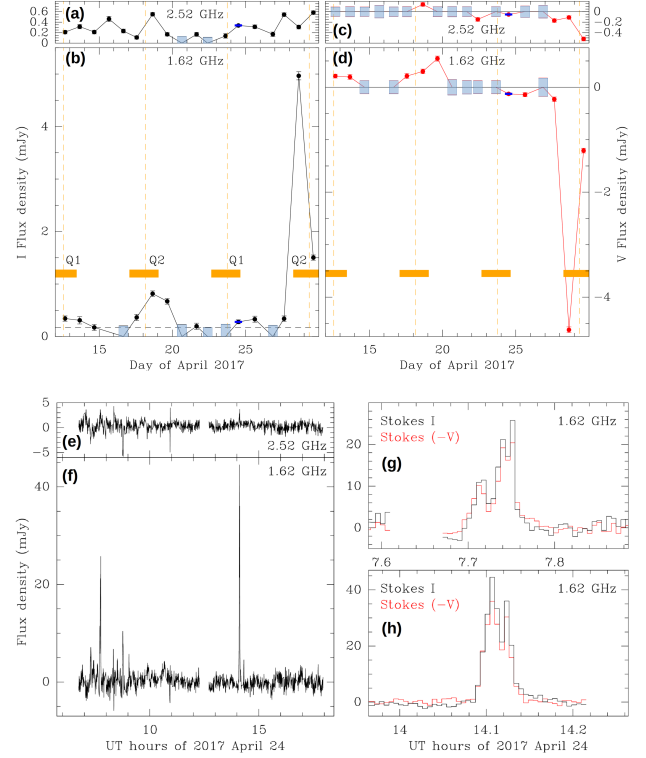 0.6
0.4
0.2
0
(a)
2.52 GHz
(c)
2.52 GHz
0
−0.2
−0.4
(b)
1.62 GHz
(d)
1.62 GHz
I Flux density (mJy)
4
2
0
Q1
Q2
Q1
Q2
0
−2
−4
V Flux density (mJy)
15
20
25
15
20
25
Day of April 2017
Day of April 2017
5
0
−5
(e)
2.52 GHz
(f)
1.62 GHz
Flux density (mJy)
40
20
0
10
15
UT hours of 2017 April 24
Stokes I
Stokes (−V)
1.62 GHz
(g)
20
10
0
7.6
7.7
7.8
Stokes I
Stokes (−V)
1.62 GHz
(h)
40
20
0
14
14.1
14.2
UT hours of 2017 April 24